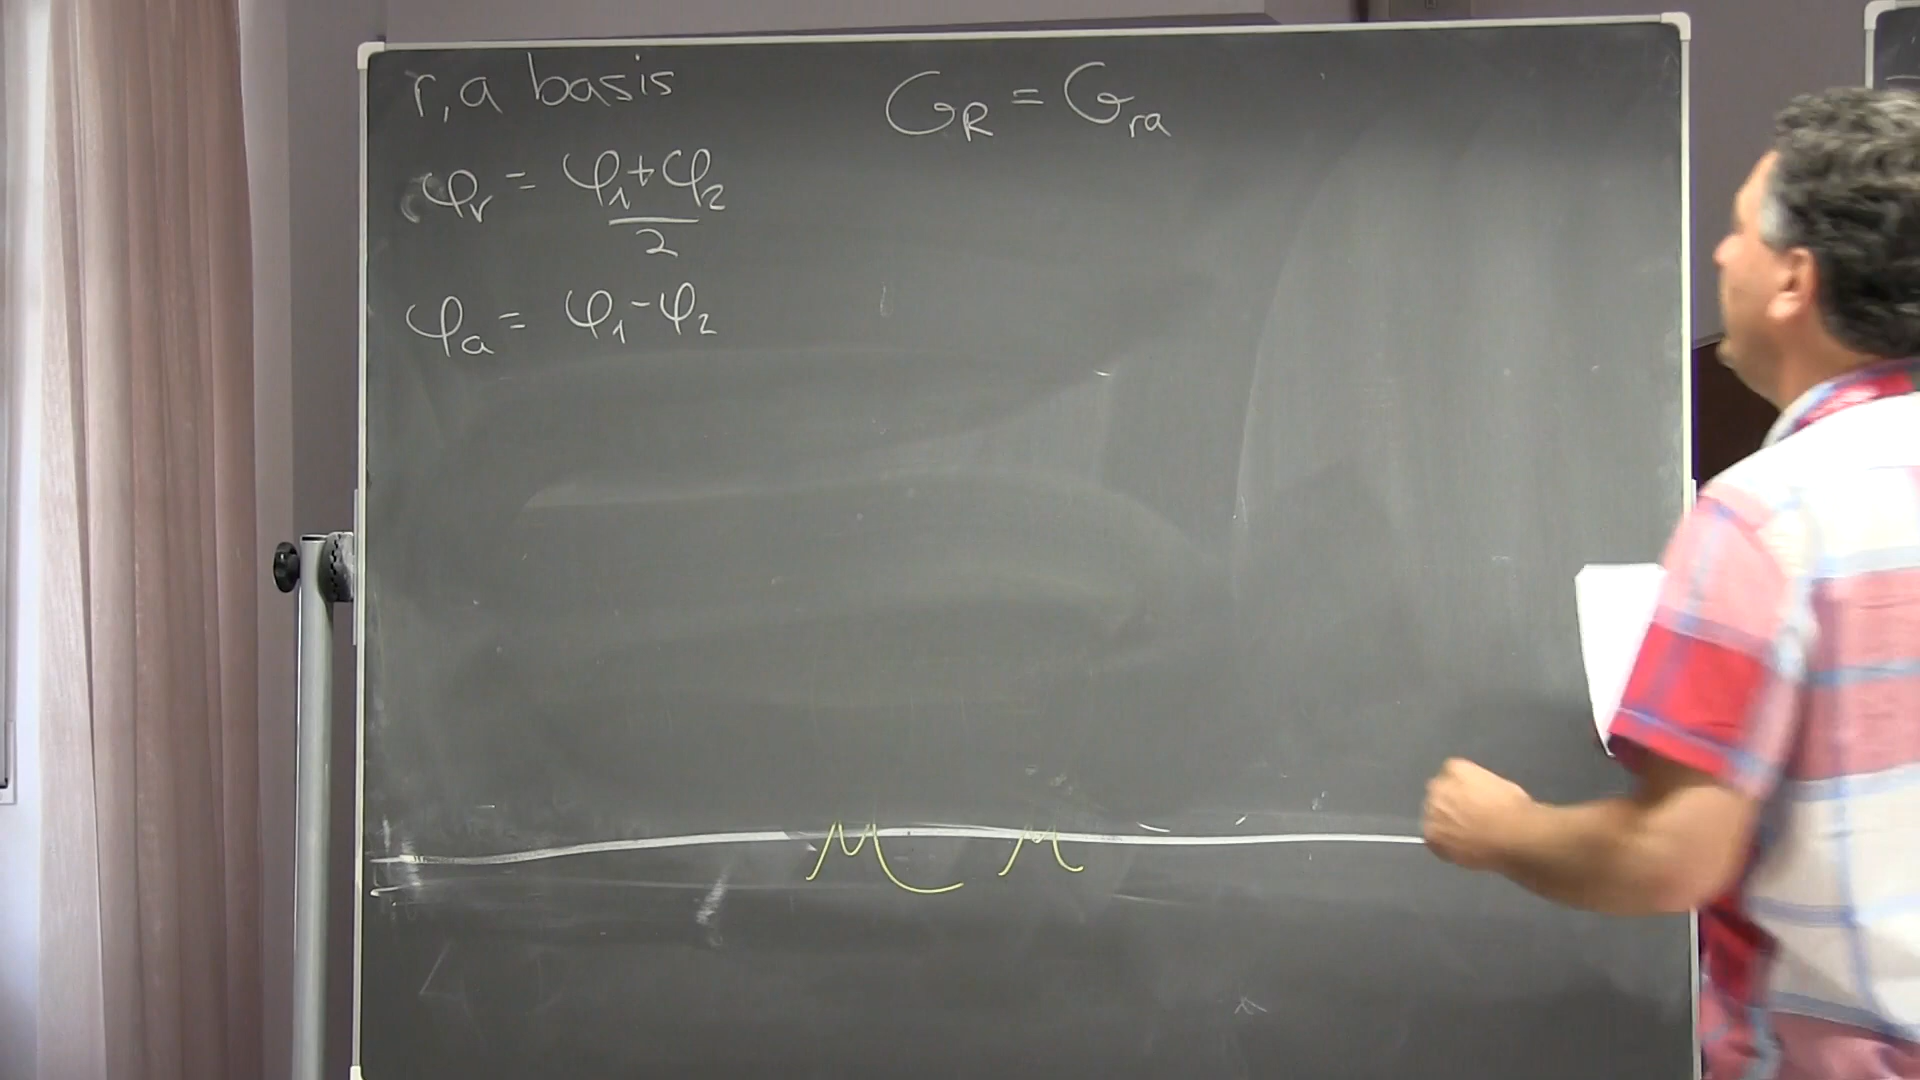 r, a basis
G_R = G_ra
φ_r = (φ_1 + φ_2) / 2
φ_a = φ_1 - φ_2